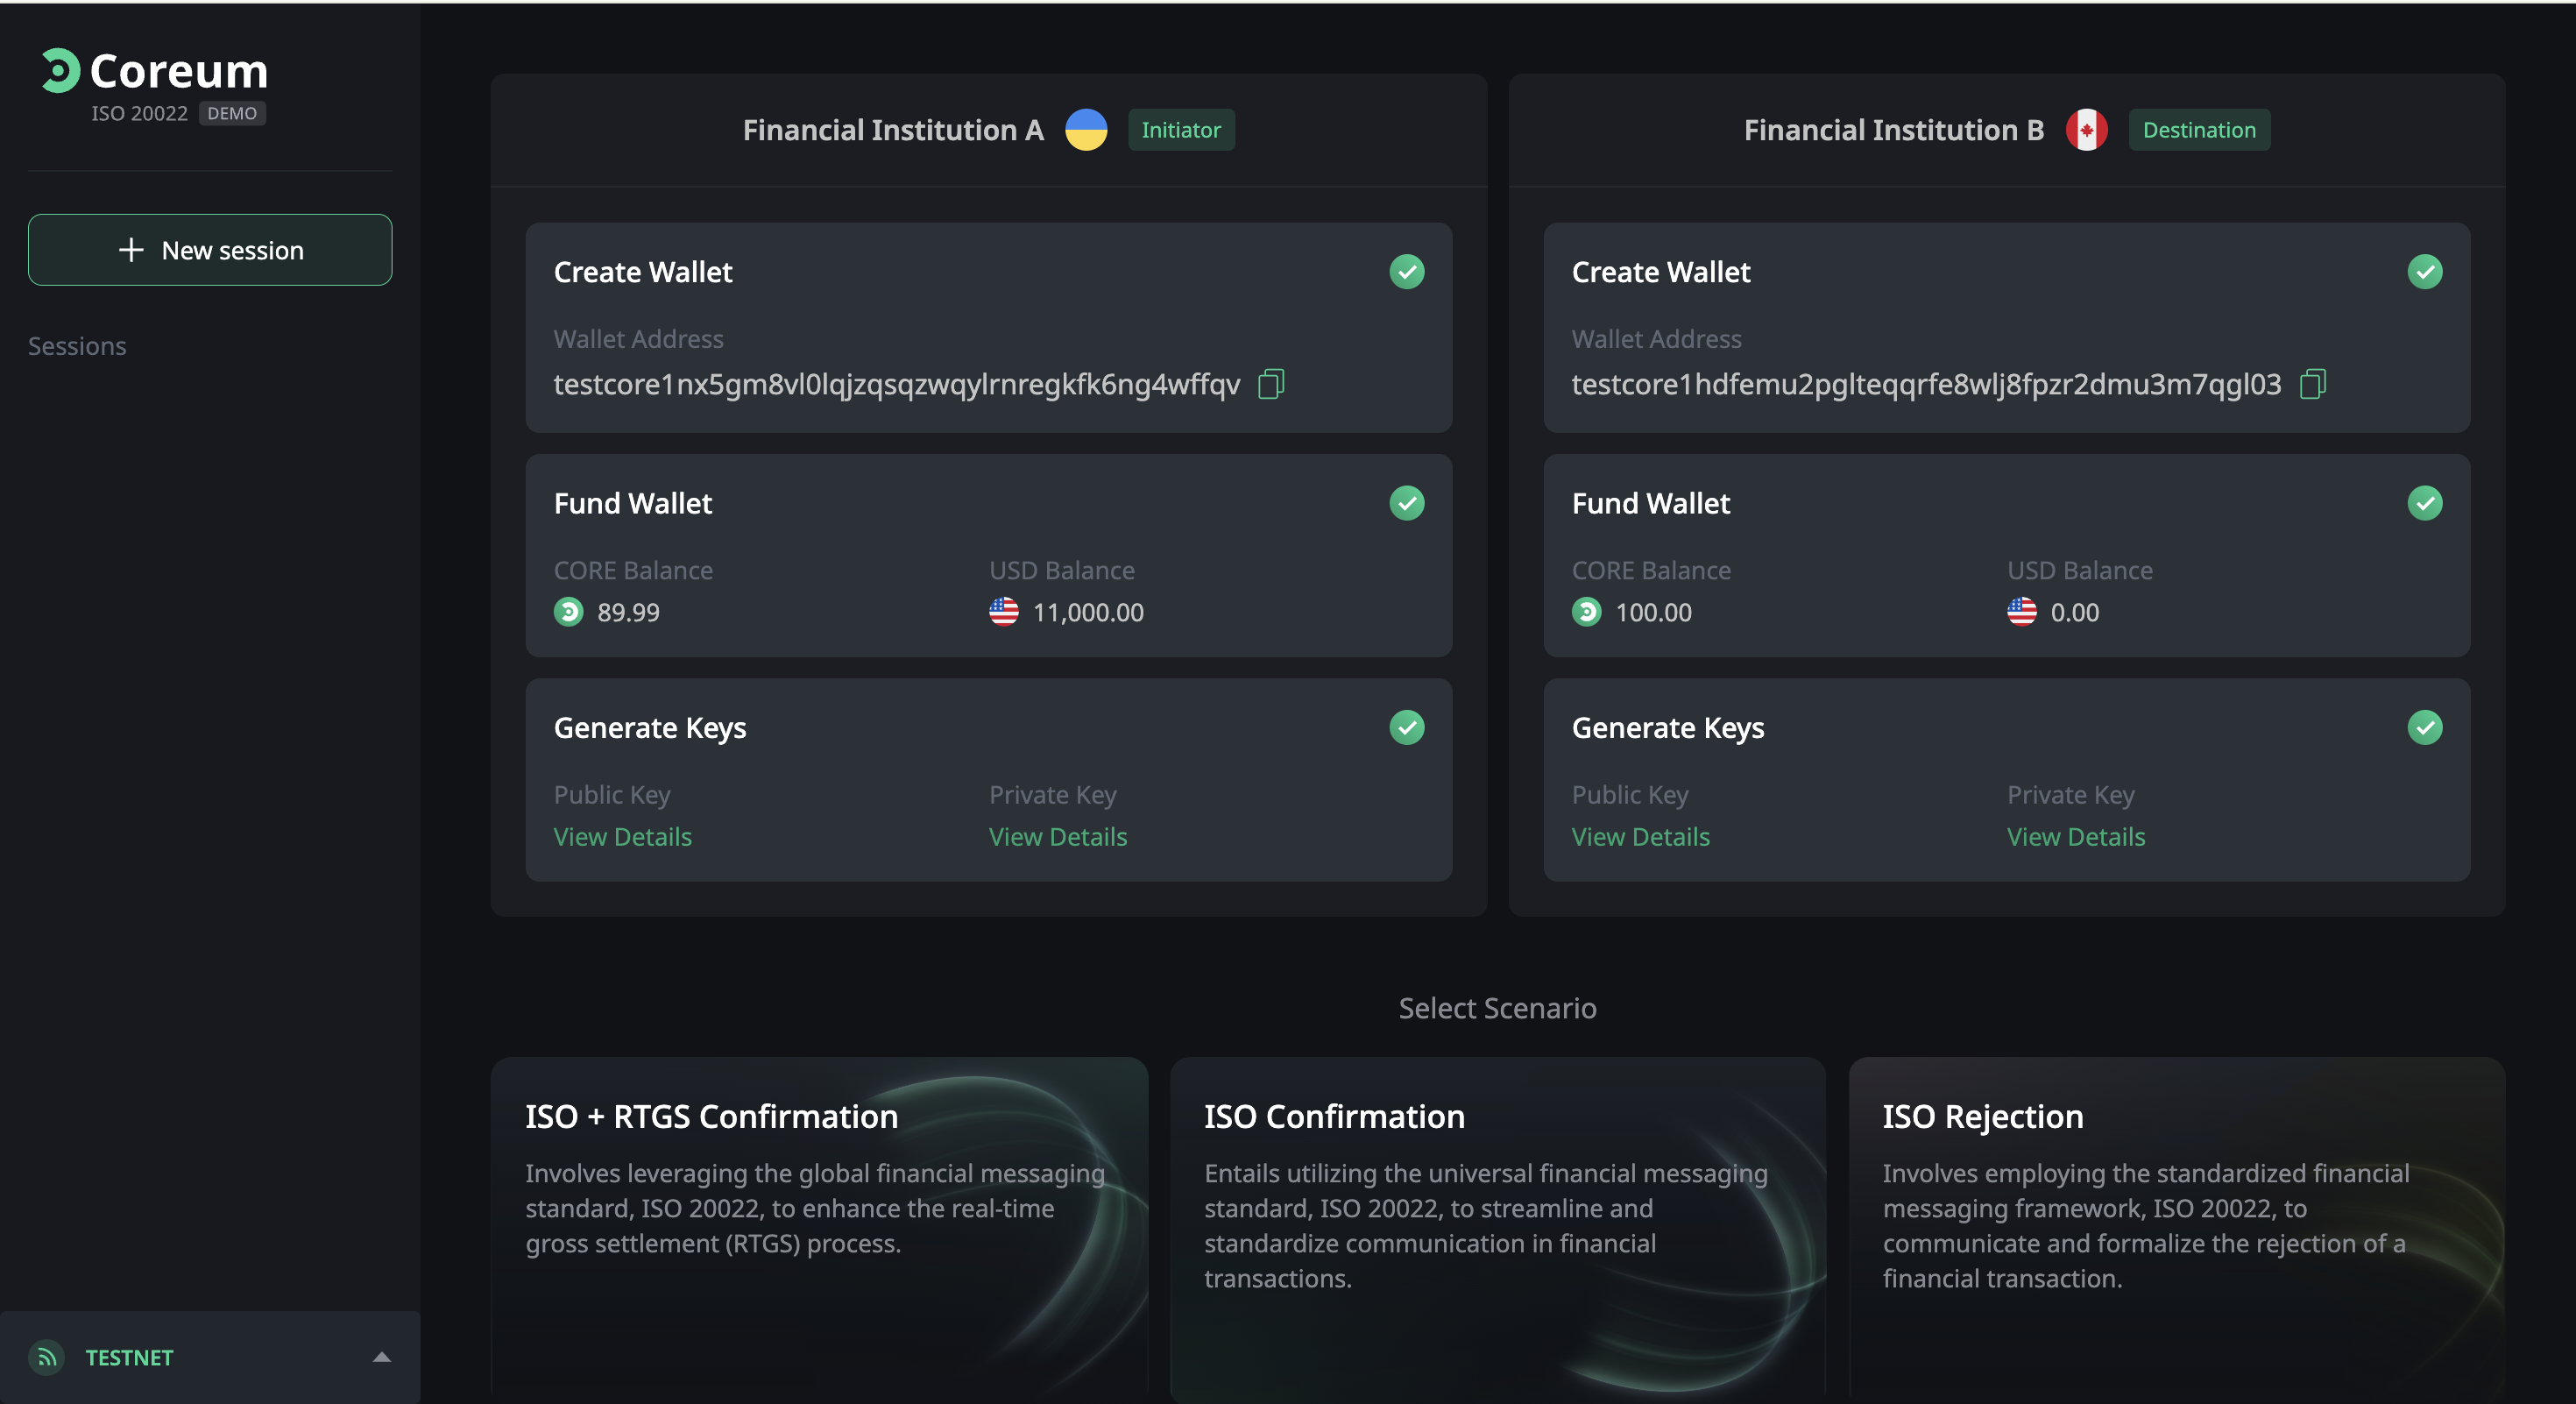 Coreum
ISO 20022 DEMO
New session
Sessions
TESTNET
Financial Institution A Initiator
Create Wallet
Wallet Address
testcore1nx5gm8vl0lqjzqsqzwqylrnregkfk6ng4wffqv
Fund Wallet
CORE Balance USD Balance
89.99 11,000.00
Generate Keys
Public Key Private Key
View Details View Details
Financial Institution B Destination
Create Wallet
Wallet Address
testcore1hdfemu2pglteqqrfe8wlj8fpzr2dmu3m7qgl03
Fund Wallet
CORE Balance USD Balance
100.00 0.00
Generate Keys
Public Key Private Key
View Details View Details
Select Scenario
ISO + RTGS Confirmation
Involves leveraging the global financial messaging
standard, ISO 20022, to enhance the real-time
gross settlement (RTGS) process.
ISO Confirmation
Entails utilizing the universal financial messaging
standard, ISO 20022, to streamline and
standardize communication in financial
transactions.
ISO Rejection
Involves employing the standardized financial
messaging framework, ISO 20022, to
communicate and formalize the rejection of a
financial transaction.